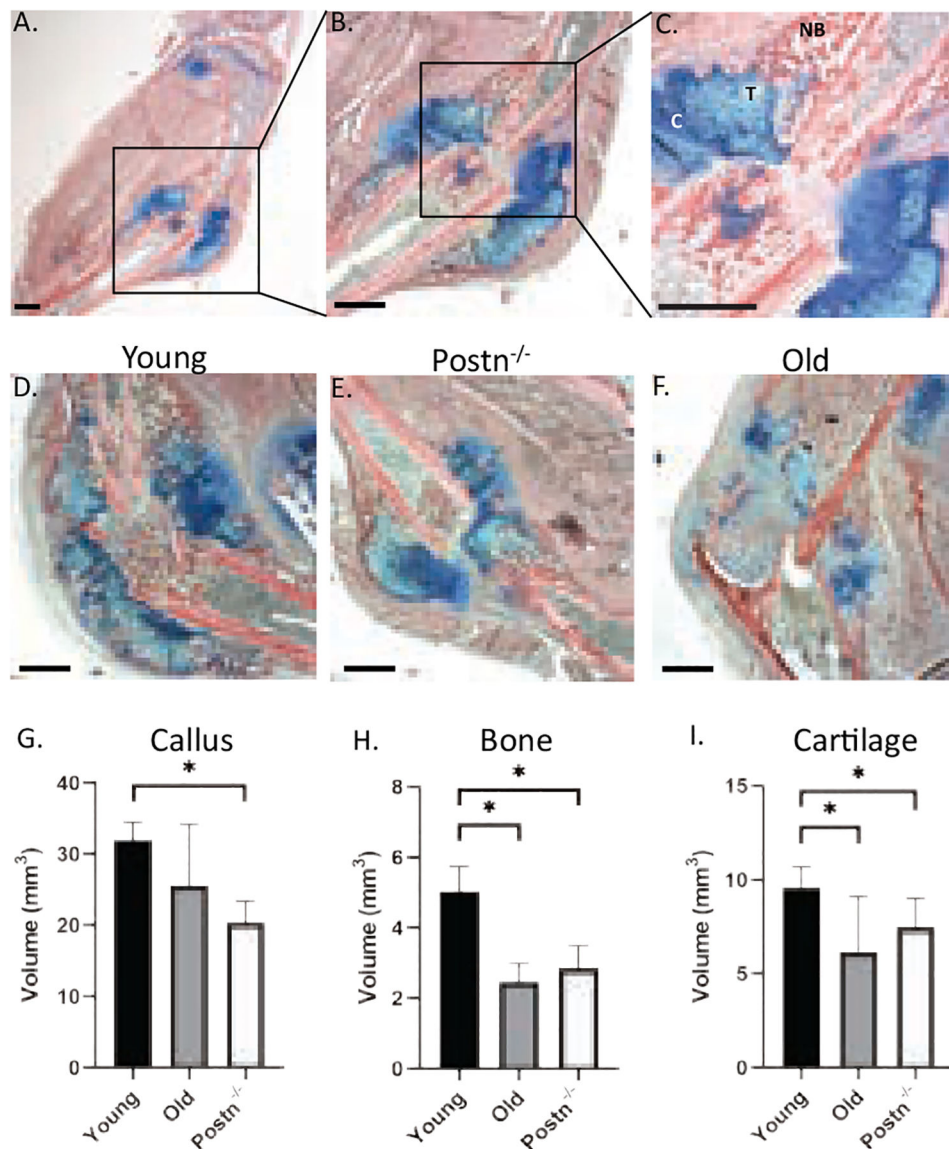 A. B. C.
NB
T
C
Young Postn-/- Old
D. E. F.
G. Callus H. Bone I. Cartilage
* * * * *
40 8 15
30 6 10
20 4 5
10 2 0
0 0
Volume (mm3) Volume (mm3) Volume (mm3)
Young Old Postn-/- Young Old Postn-/- Young Old Postn-/-